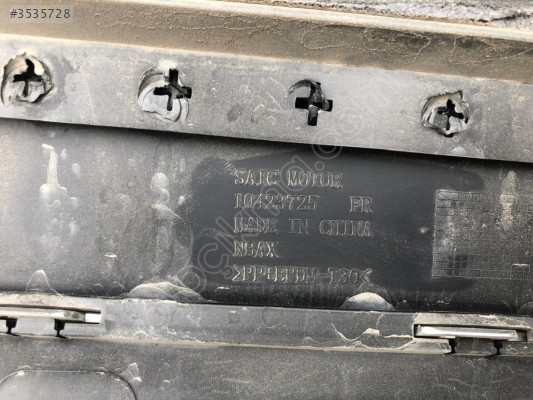 #3535728
SAIC MOTOR
10423725 FR
MADE IN CHINA
NBAX
>PP+EPDM-T30<